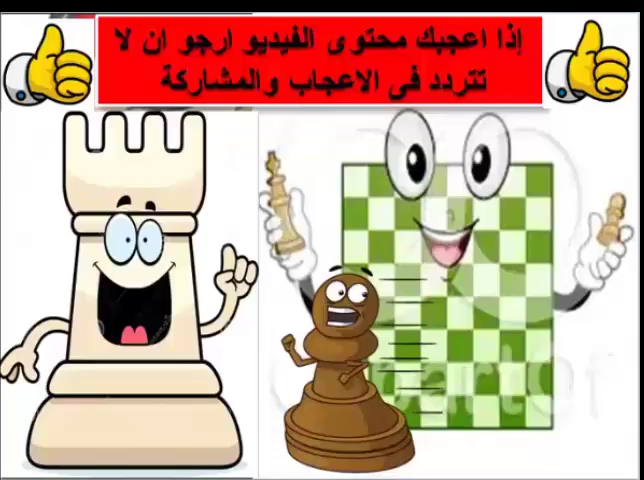 إذا اعجبك محتوى الفيديو ارجو ان لا
تتردد فى الاعجاب والمشاركة